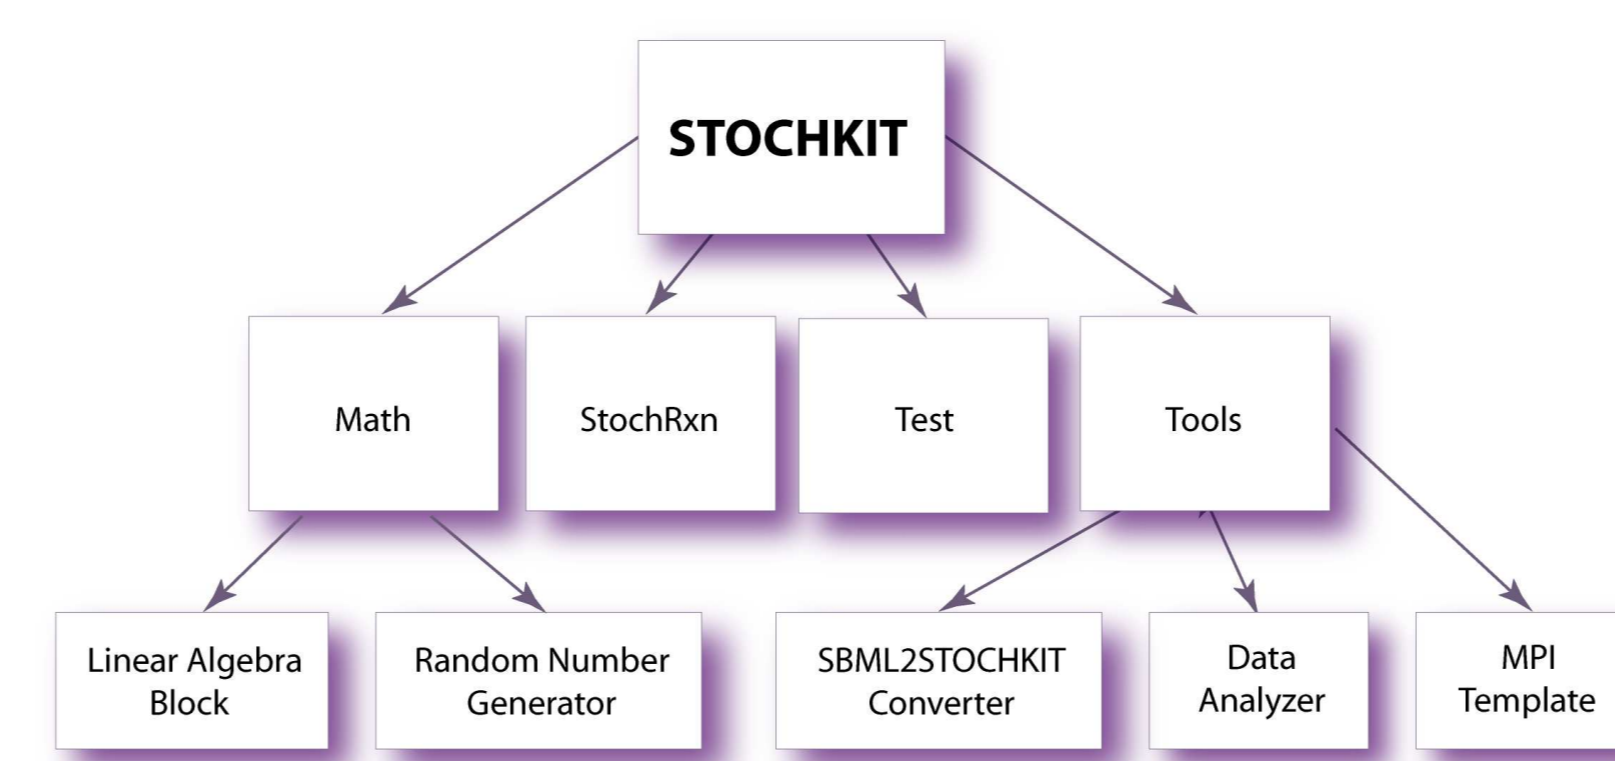 STOCHKIT
Math
StochRxn
Test
Tools
Linear Algebra
Block
Random Number
Generator
SBML2STOCHKIT
Converter
Data
Analyzer
MPI
Template